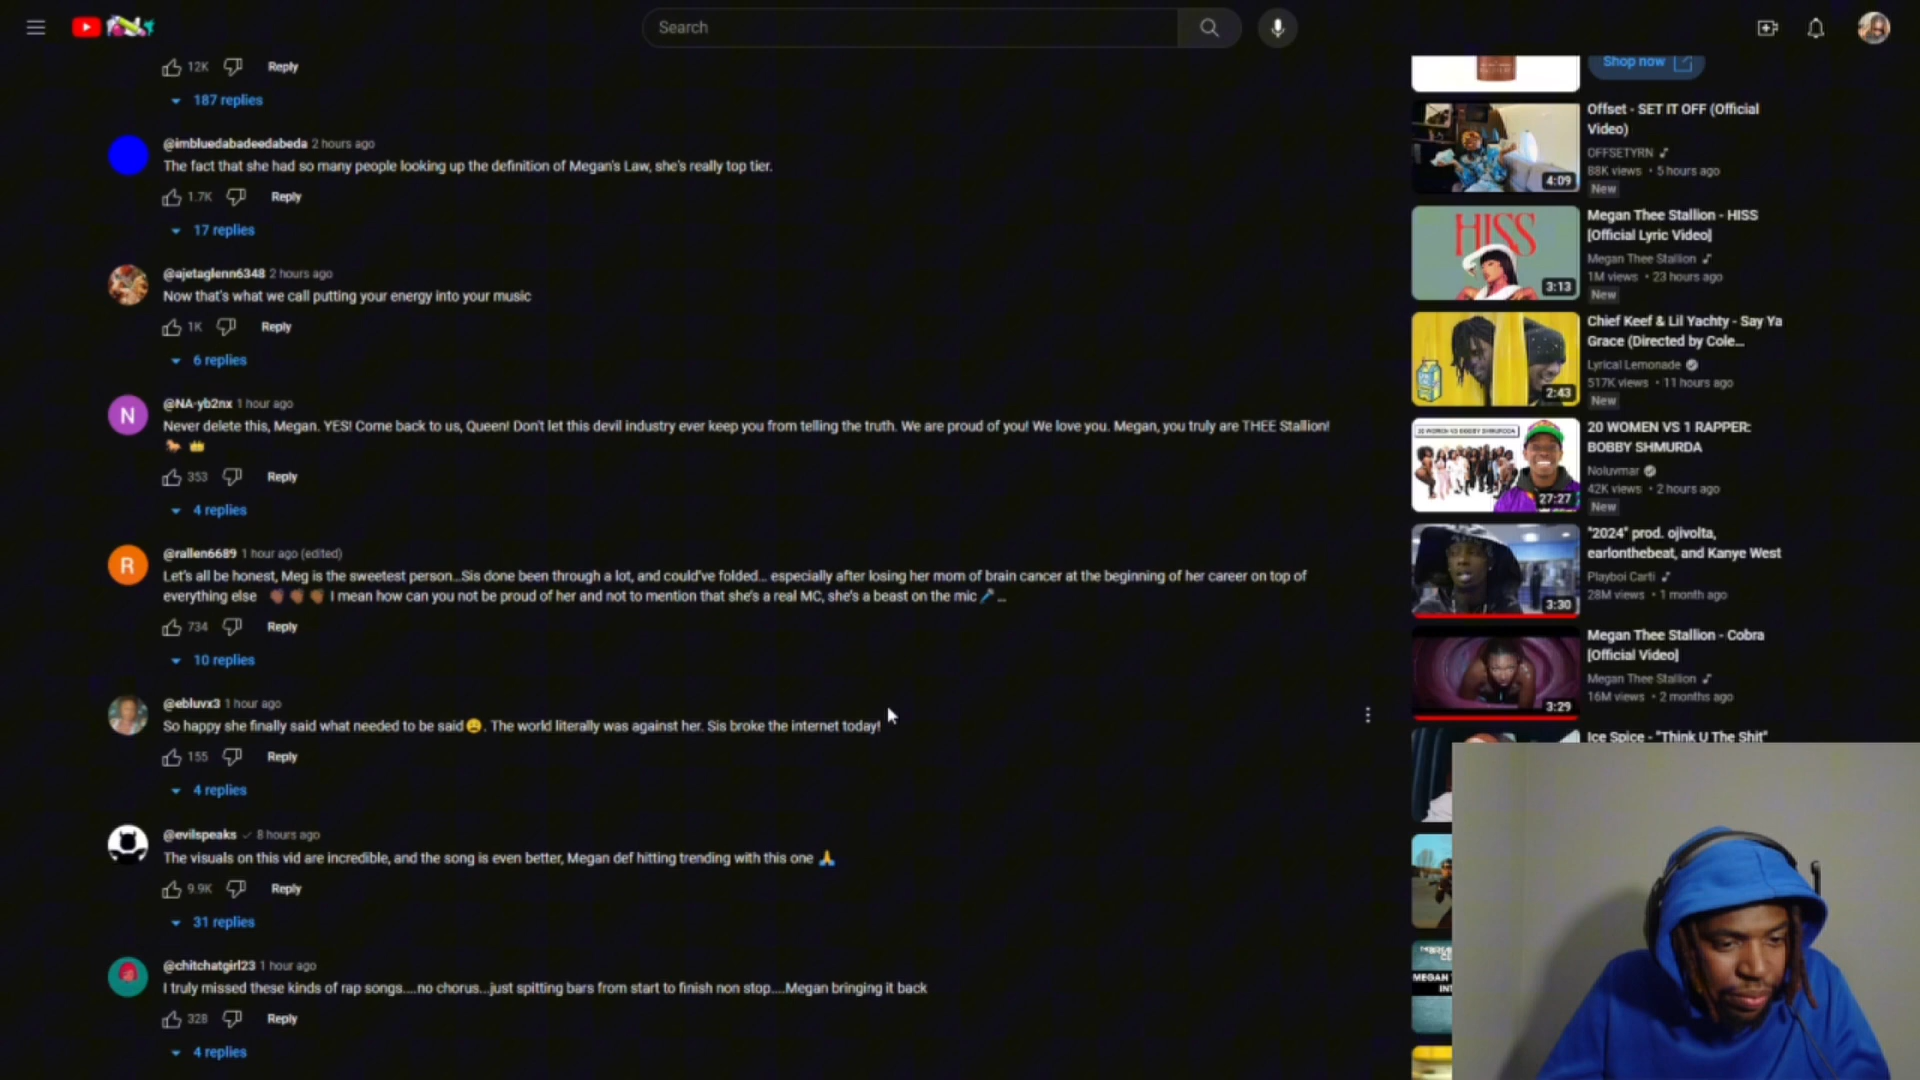 Search
12K Reply
187 replies
@imbluedabadeedabeda 2 hours ago
The fact that she had so many people looking up the definition of Megan's Law, she's really top tier.
1.7K Reply
17 replies
@ajetaglenn6348 2 hours ago
Now that's what we call putting your energy into your music
1K Reply
6 replies
N
@NA-yb2nx 1 hour ago
Never delete this, Megan. YES! Come back to us, Queen! Don't let this devil industry ever keep you from telling the truth. We are proud of you! We love you. Megan, you truly are THEE Stallion!
🐎 👑
353 Reply
4 replies
R
@rallen6689 1 hour ago (edited)
Let's all be honest, Meg is the sweetest person...Sis done been through a lot, and could've folded... especially after losing her mom of brain cancer at the beginning of her career on top of
everything else 👏🏾👏🏾👏🏾 I mean how can you not be proud of her and not to mention that she's a real MC, she's a beast on the mic🎤...
734 Reply
10 replies
@ebluvx3 1 hour ago
So happy she finally said what needed to be said😩. The world literally was against her. Sis broke the internet today!
155 Reply
4 replies
@evilspeaks 8 hours ago
The visuals on this vid are incredible, and the song is even better, Megan def hitting trending with this one 🙏
9.9K Reply
31 replies
@chitchatgirl23 1 hour ago
I truly missed these kinds of rap songs....no chorus...just spitting bars from start to finish non stop....Megan bringing it back
328 Reply
4 replies
Shop now
4:09
Offset - SET IT OFF (Official
Video)
OFFSETYRN
88K views • 5 hours ago
New
HISS
3:13
Megan Thee Stallion - HISS
[Official Lyric Video]
Megan Thee Stallion
1M views • 23 hours ago
New
2:43
Chief Keef & Lil Yachty - Say Ya
Grace (Directed by Cole...
Lyrical Lemonade
517K views • 11 hours ago
New
20 WOMEN VS BOBBY SHMURDA
27:27
20 WOMEN VS 1 RAPPER:
BOBBY SHMURDA
Noluvmar
42K views • 2 hours ago
New
3:30
"2024" prod. ojivolta,
earlonthebeat, and Kanye West
Playboi Carti
28M views • 1 month ago
3:29
Megan Thee Stallion - Cobra
[Official Video]
Megan Thee Stallion
16M views • 2 months ago
Ice Spice - "Think U The Shit"
MEGAN